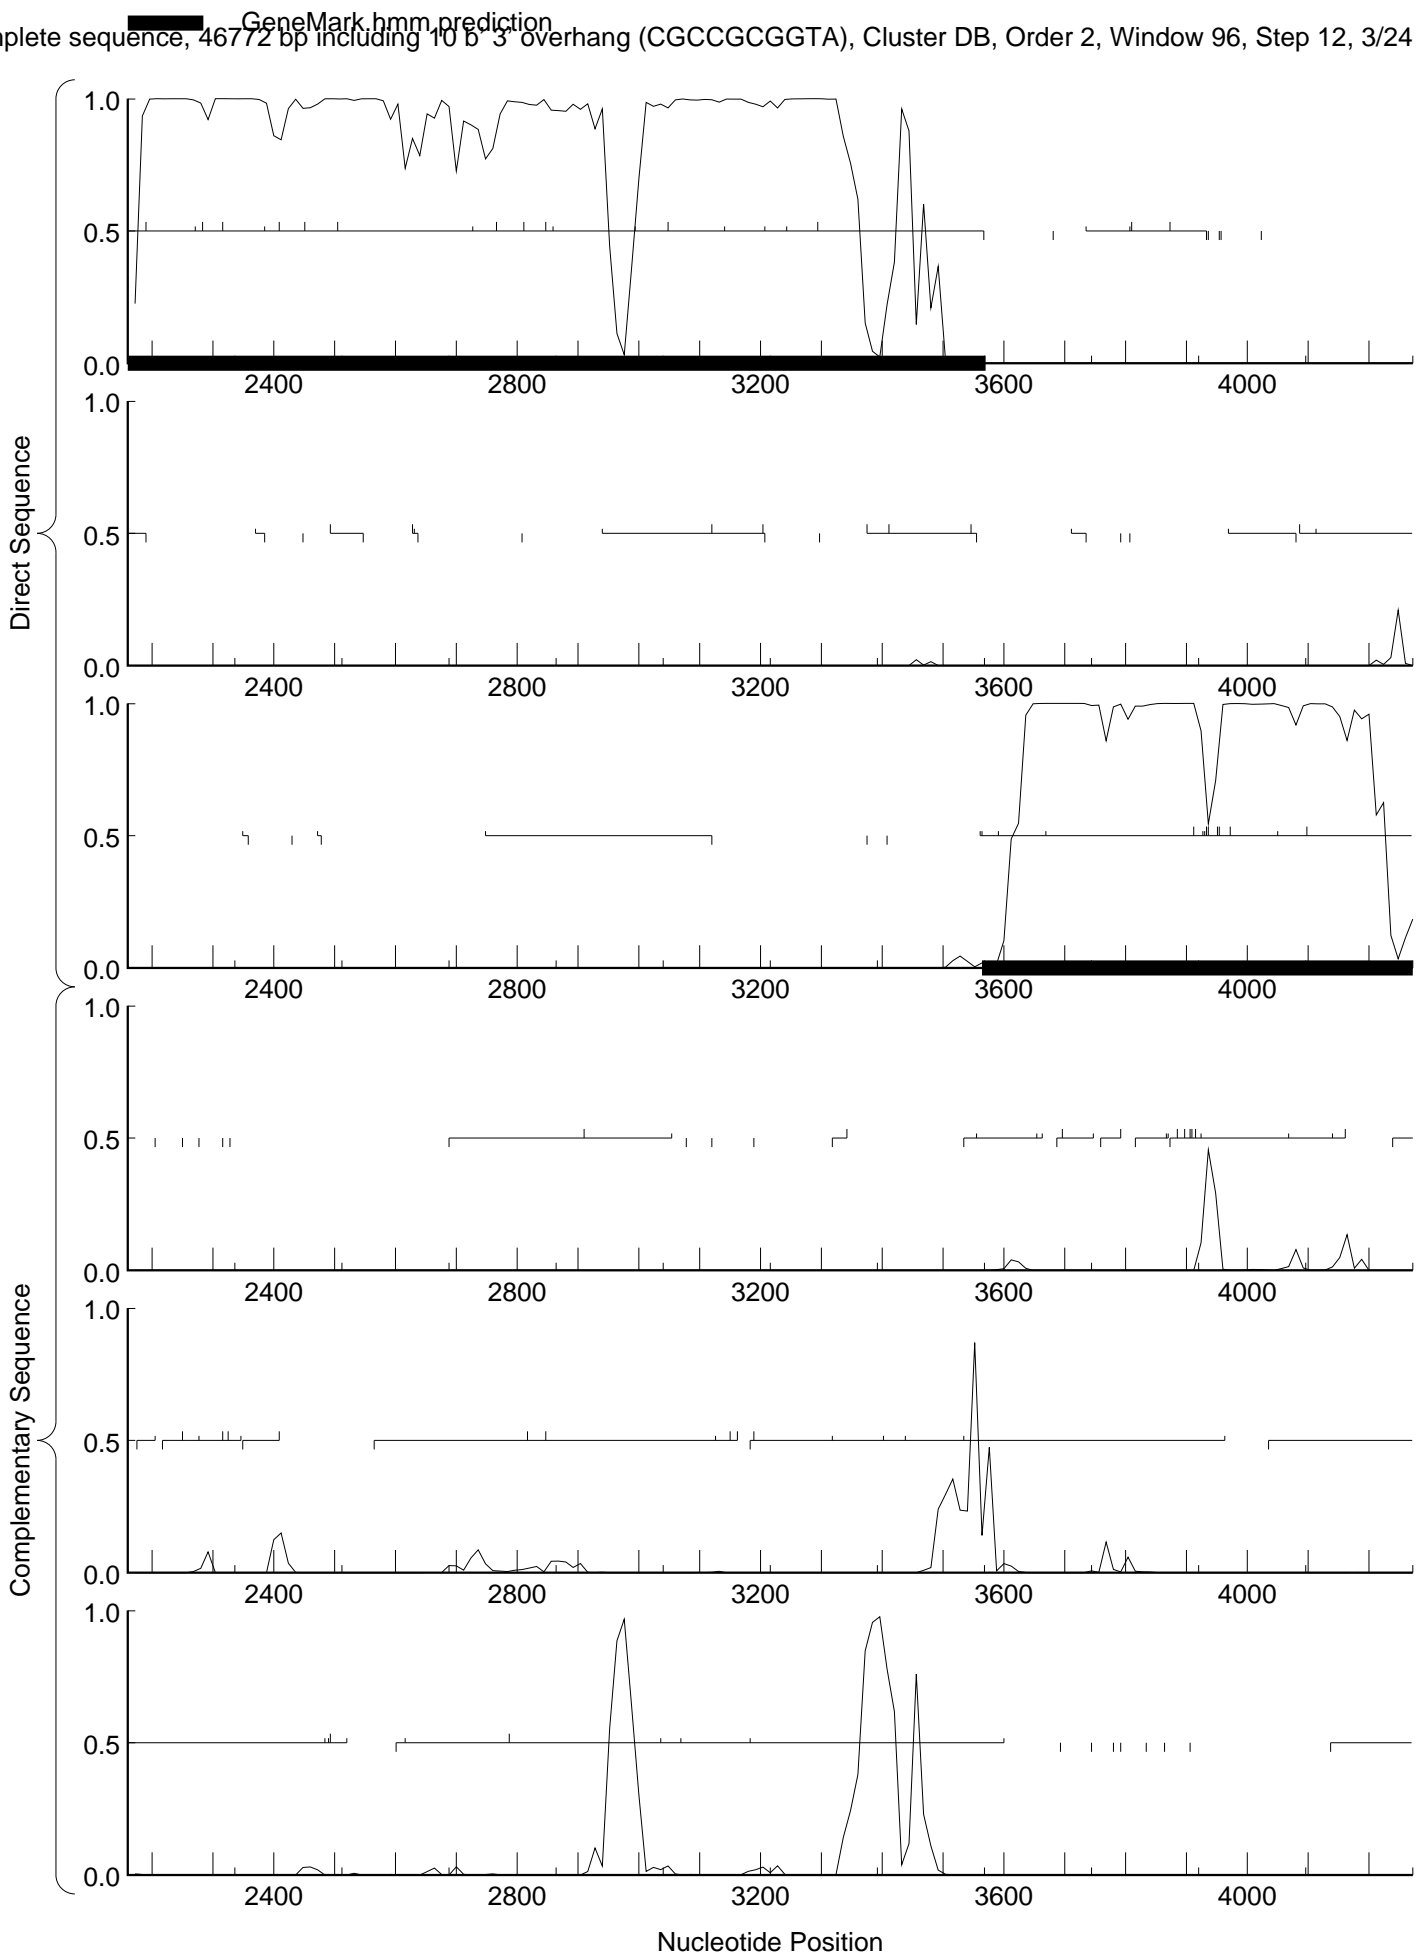 GeneMark.hmm prediction
nplete sequence, 46772 bp including 10 b' 3' overhang (CGCCGCGGTA), Cluster DB, Order 2, Window 96, Step 12, 3/24
1.0
0.5
0.0
2400 2800 3200 3600 4000
1.0
0.5
0.0
2400 2800 3200 3600 4000
1.0
0.5
0.0
2400 2800 3200 3600 4000
Direct Sequence
1.0
0.5
0.0
2400 2800 3200 3600 4000
1.0
0.5
0.0
2400 2800 3200 3600 4000
1.0
0.5
0.0
2400 2800 3200 3600 4000
Complementary Sequence
Nucleotide Position